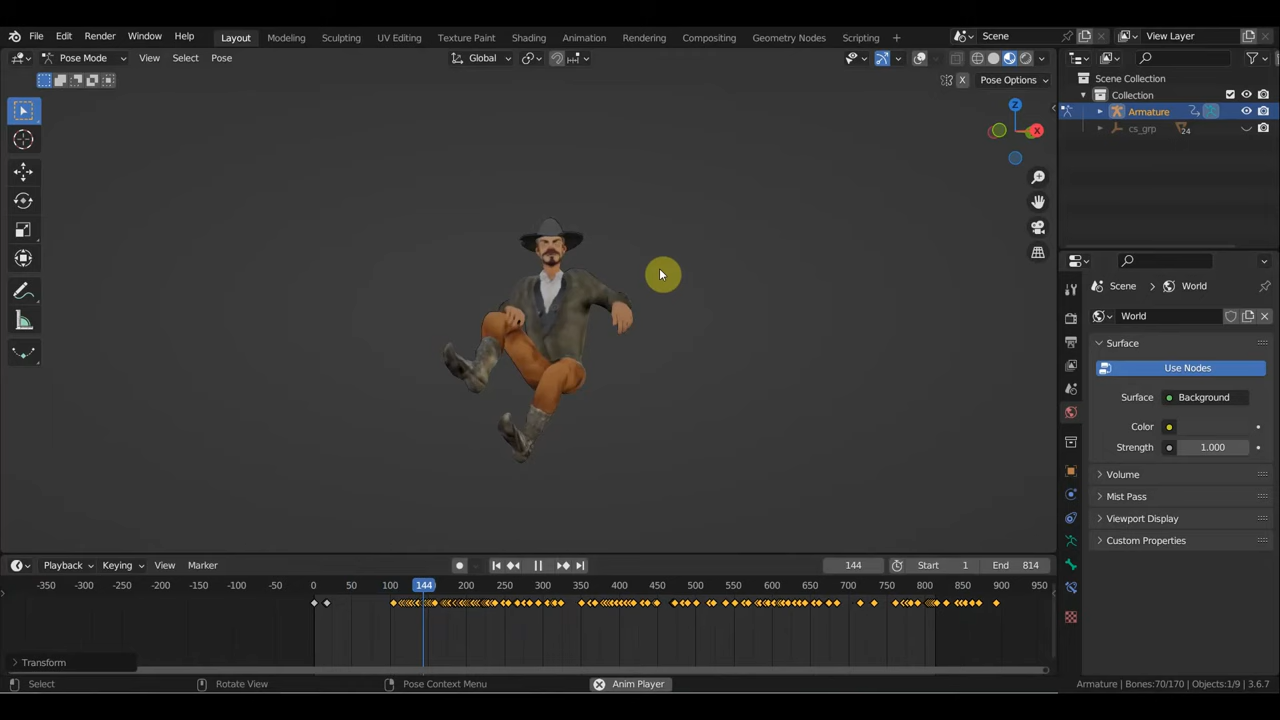 File Edit Render Window Help Layout Modeling Sculpting UV Editing Texture Paint Shading Animation Rendering Compositing Geometry Nodes Scripting + Scene View Layer
Pose Mode View Select Pose Global
X Pose Options
Scene Collection
Collection
Armature
cs_grp 24
Z
X
Scene > World
World
Surface
Use Nodes
Surface Background
Color
Strength 1.000
Volume
Mist Pass
Viewport Display
Custom Properties
Playback Keying View Marker 144 Start 1 End 814
-350 -300 -250 -200 -150 -100 -50 0 50 100 144 200 250 300 350 400 450 500 550 600 650 700 750 800 850 900 950
Transform
Select Rotate View Pose Context Menu Anim Player Armature | Bones:70/170 | Objects:1/9 | 3.6.7